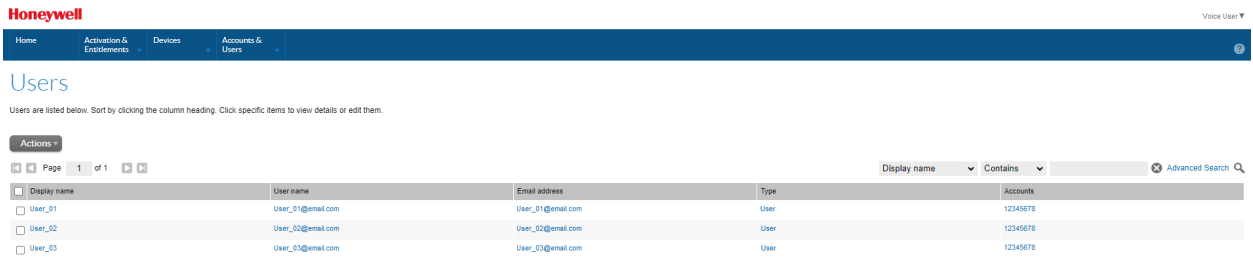 Honeywell
Voice User▼
Home Activation & Entitlements Devices Accounts & Users ?
Users
Users are listed below. Sort by clicking the column heading. Click specific items to view details or edit them.
Actions
Page 1 of 1 Display name Contains Advanced Search
Display name User name Email address Type Accounts
User_01 User_01@email.com User_01@email.com User 12345678
User_02 User_02@email.com User_02@email.com User 12345678
User_03 User_03@email.com User_03@email.com User 12345678